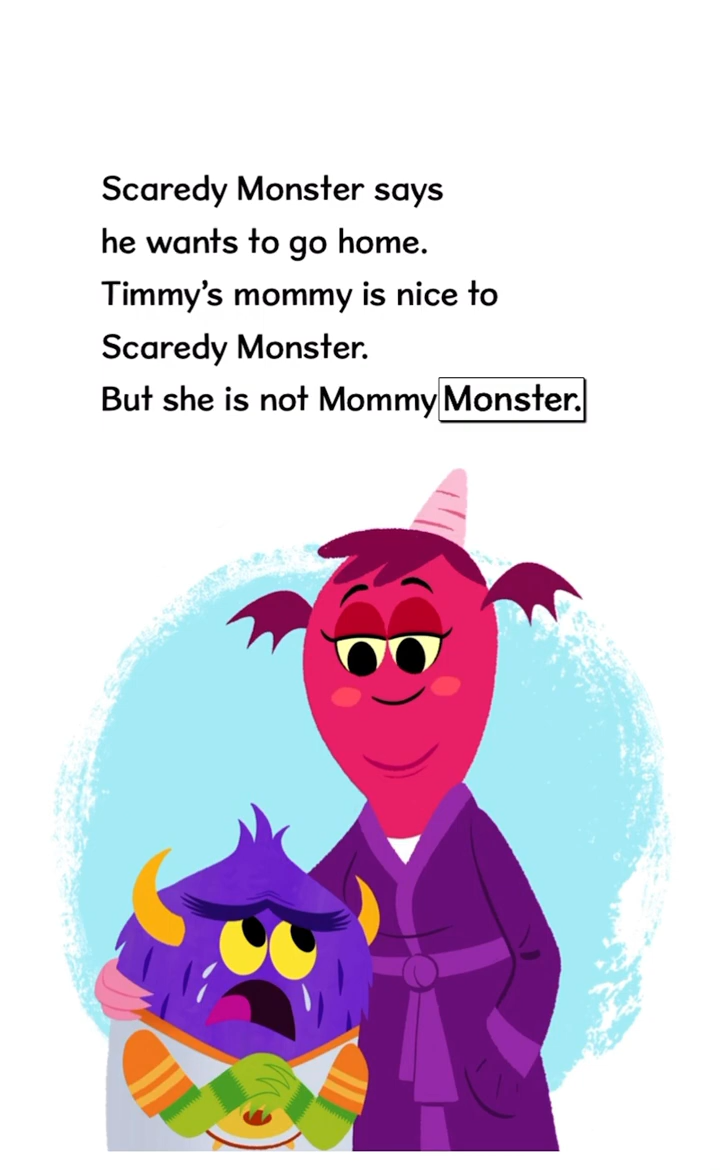 Scaredy Monster says
he wants to go home.
Timmy’s mommy is nice to
Scaredy Monster.
But she is not Mommy Monster.